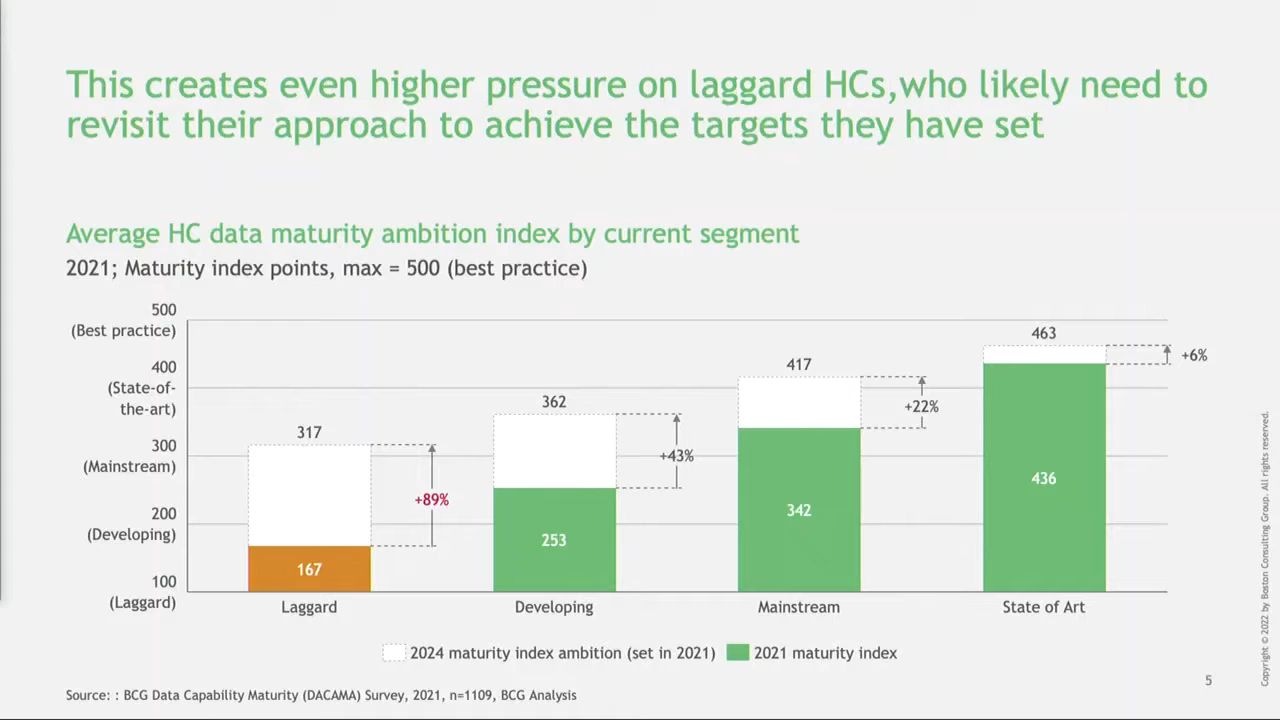 This creates even higher pressure on laggard HCs,who likely need to
revisit their approach to achieve the targets they have set
Average HC data maturity ambition index by current segment
2021; Maturity index points, max = 500 (best practice)
500
(Best practice)
400
(State-of-
the-art)
300
(Mainstream)
200
(Developing)
100
(Laggard)
317
+89%
167
362
+43%
253
417
+22%
342
463
+6%
436
Laggard
Developing
Mainstream
State of Art
2024 maturity index ambition (set in 2021)
2021 maturity index
Source: : BCG Data Capability Maturity (DACAMA) Survey, 2021, n=1109, BCG Analysis
5
Copyright © 2022 by Boston Consulting Group. All rights reserved.